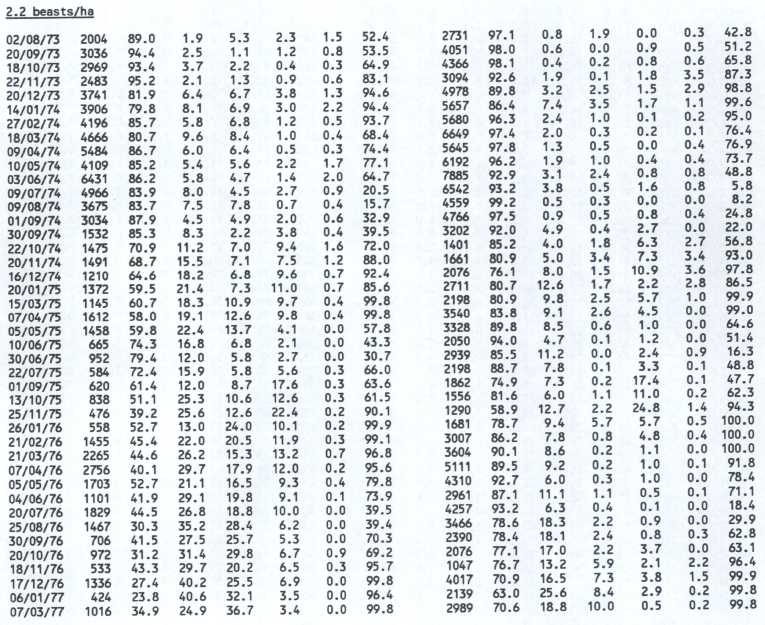 2.2 beasts/ha
02/08/73 2004 89.0 1.9 5.3 2.3 1.5 52.4 2731 97.1 0.8 1.9 0.0 0.3 42.8
20/09/73 3036 94.4 2.5 1.1 1.2 0.8 53.5 4051 98.0 0.6 0.0 0.9 0.5 51.2
18/10/73 2969 93.4 3.7 2.2 0.4 0.3 64.9 4366 98.1 0.4 0.2 0.8 0.6 65.8
22/11/73 2483 95.2 2.1 1.3 0.9 0.6 83.1 3094 92.6 1.9 0.1 1.8 3.5 87.3
20/12/73 3741 81.9 6.4 6.7 3.8 1.3 94.6 4978 89.8 3.2 2.5 1.5 2.9 98.8
14/01/74 3906 79.8 8.1 6.9 3.0 2.2 94.4 5657 86.4 7.4 3.5 1.7 1.1 99.6
27/02/74 4196 85.7 5.8 6.8 1.2 0.5 93.7 5680 96.3 2.4 1.0 0.1 0.2 95.0
18/03/74 4666 80.7 9.6 8.4 1.0 0.4 68.4 6649 97.4 2.0 0.3 0.2 0.1 76.4
09/04/74 5484 86.7 6.0 6.4 0.5 0.3 74.4 5645 97.8 1.3 0.5 0.0 0.4 76.9
10/05/74 4109 85.2 5.4 5.6 2.2 1.7 77.1 6192 96.2 1.9 1.0 0.4 0.4 73.7
03/06/74 6431 86.2 5.8 4.7 1.4 2.0 64.7 7885 92.9 3.1 2.4 0.8 0.8 48.8
09/07/74 4966 83.9 8.0 4.5 2.7 0.9 20.5 6542 93.2 3.8 0.5 1.6 0.8 5.8
09/08/74 3675 83.7 7.5 7.8 0.7 0.4 15.7 4559 99.2 0.5 0.3 0.0 0.0 8.2
01/09/74 3034 87.9 4.5 4.9 2.0 0.6 32.9 4766 97.5 0.9 0.5 0.8 0.4 24.8
30/09/74 1532 85.3 8.3 2.2 3.8 0.4 39.5 3202 92.0 4.9 0.4 2.7 0.0 22.0
22/10/74 1475 70.9 11.2 7.0 9.4 1.6 72.0 1401 85.2 4.0 1.8 6.3 2.7 56.8
20/11/74 1491 68.7 15.5 7.1 7.5 1.2 88.0 1661 80.9 5.0 3.4 7.3 3.4 93.0
16/12/74 1210 64.6 18.2 6.8 9.6 0.7 92.4 2076 76.1 8.0 1.5 10.9 3.6 97.8
20/01/75 1372 59.5 21.4 7.3 11.0 0.7 85.6 2711 80.7 12.6 1.7 2.2 2.8 86.5
15/03/75 1145 60.7 18.3 10.9 9.7 0.4 99.8 2198 80.9 9.8 2.5 5.7 1.0 99.9
07/04/75 1612 58.0 19.1 12.6 9.8 0.4 99.8 3540 83.8 9.1 2.6 4.5 0.0 99.0
05/05/75 1458 59.8 22.4 13.7 4.1 0.0 57.8 3328 89.8 8.5 0.6 1.0 0.0 64.6
10/06/75 665 74.3 16.8 6.8 2.1 0.0 43.3 2050 94.0 4.7 0.1 1.2 0.0 51.4
30/06/75 952 79.4 12.0 5.8 2.7 0.0 30.7 2939 85.5 11.2 0.0 2.4 0.9 16.3
22/07/75 584 72.4 15.9 5.8 5.6 0.3 66.0 2198 88.7 7.8 0.1 3.3 0.1 48.8
01/09/75 620 61.4 12.0 8.7 17.6 0.3 63.6 1862 74.9 7.3 0.2 17.4 0.1 47.7
13/10/75 838 51.1 25.3 10.6 12.6 0.3 61.5 1556 81.6 6.0 1.1 11.0 0.2 62.3
25/11/75 476 39.2 25.6 12.6 22.4 0.2 90.1 1290 58.9 12.7 2.2 24.8 1.4 94.3
26/01/76 558 52.7 13.0 24.0 10.1 0.2 99.9 1681 78.7 9.4 5.7 5.7 0.5 100.0
21/02/76 1455 45.4 22.0 20.5 11.9 0.3 99.1 3007 86.2 7.8 0.8 4.8 0.4 100.0
21/03/76 2265 44.6 26.2 15.3 13.2 0.7 96.8 3604 90.1 8.6 0.2 1.1 0.0 100.0
07/04/76 2756 40.1 29.7 17.9 12.0 0.2 95.6 5111 89.5 9.2 0.2 1.0 0.1 91.8
05/05/76 1703 52.7 21.1 16.5 9.3 0.4 79.8 4310 92.7 6.0 0.3 1.0 0.0 78.4
04/06/76 1101 41.9 29.1 19.8 9.1 0.1 73.9 2961 87.1 11.1 1.1 0.5 0.1 71.1
20/07/76 1829 44.5 26.8 18.8 10.0 0.0 39.5 4257 93.2 6.3 0.4 0.1 0.0 18.4
25/08/76 1467 30.3 35.2 28.4 6.2 0.0 39.4 3466 78.6 18.3 2.2 0.9 0.0 29.9
30/09/76 706 41.5 27.5 25.7 5.3 0.0 70.3 2390 78.4 18.1 2.4 0.8 0.3 62.8
20/10/76 972 31.2 31.4 29.8 6.7 0.9 69.2 2076 77.1 17.0 2.2 3.7 0.0 63.1
18/11/76 533 43.3 29.7 20.2 6.5 0.3 95.7 1047 76.7 13.2 5.9 2.1 2.2 96.4
17/12/76 1336 27.4 40.2 25.5 6.9 0.0 99.8 4017 70.9 16.5 7.3 3.8 1.5 99.9
06/01/77 424 23.8 40.6 32.1 3.5 0.0 96.4 2139 63.0 25.6 8.4 2.9 0.2 99.8
07/03/77 1016 34.9 24.9 36.7 3.4 0.0 99.8 2989 70.6 18.8 10.0 0.5 0.2 99.8